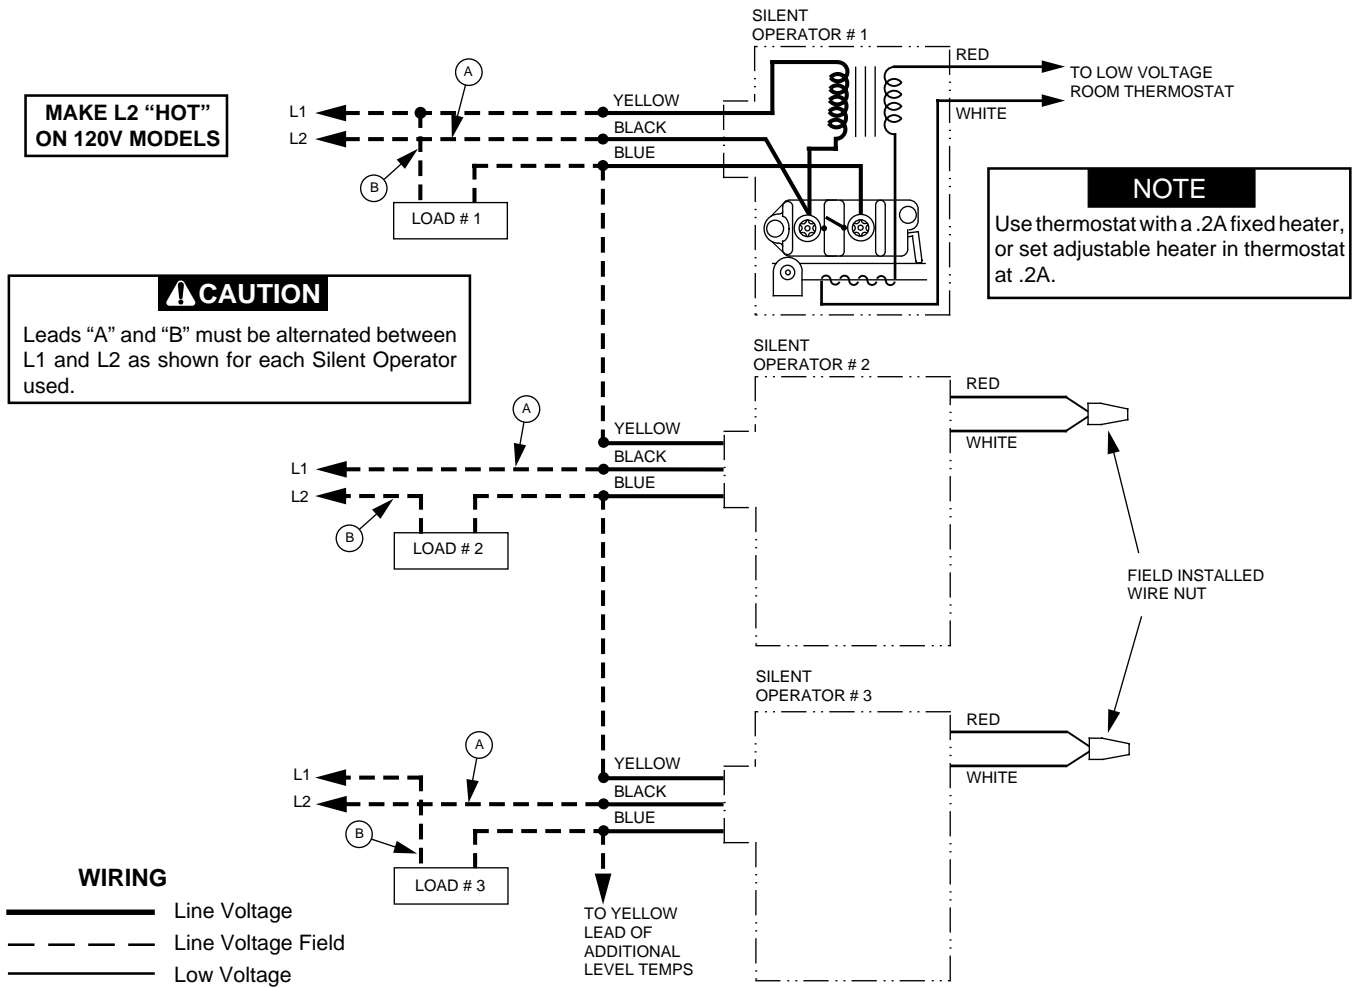 SILENT
OPERATOR # 1
MAKE L2 “HOT”
ON 120V MODELS
L1
L2
A
B
YELLOW
BLACK
BLUE
LOAD # 1
RED
WHITE
TO LOW VOLTAGE
ROOM THERMOSTAT
NOTE
Use thermostat with a .2A fixed heater,
or set adjustable heater in thermostat
at .2A.
CAUTION
Leads “A” and “B” must be alternated between
L1 and L2 as shown for each Silent Operator
used.
SILENT
OPERATOR # 2
A
L1
L2
B
YELLOW
BLACK
BLUE
LOAD # 2
RED
WHITE
FIELD INSTALLED
WIRE NUT
SILENT
OPERATOR # 3
A
L1
L2
B
YELLOW
BLACK
BLUE
LOAD # 3
RED
WHITE
TO YELLOW
LEAD OF
ADDITIONAL
LEVEL TEMPS
WIRING
Line Voltage
Line Voltage Field
Low Voltage